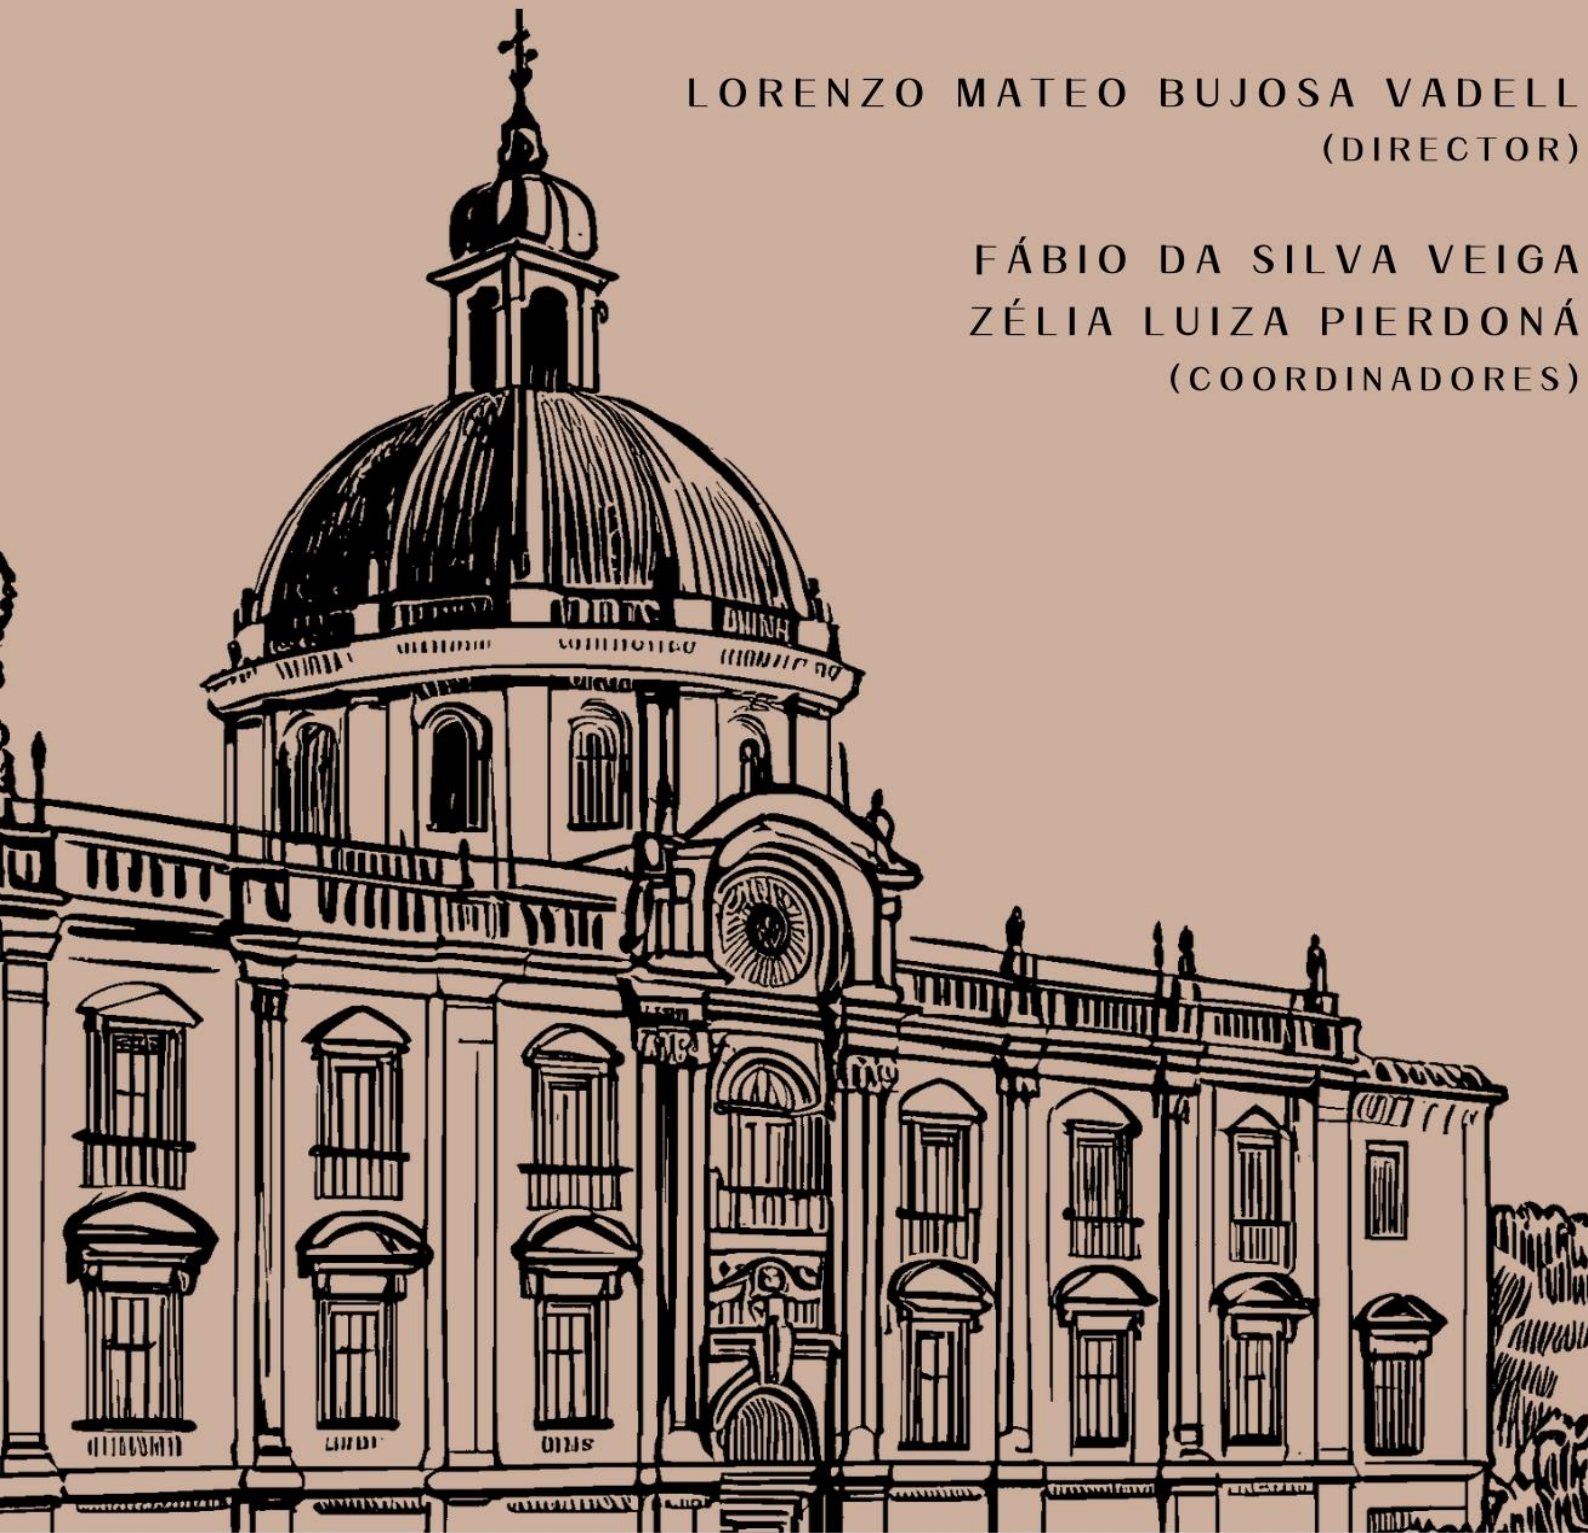 LORENZO MATEO BUJOSA VADELL
(DIRECTOR)
FÁBIO DA SILVA VEIGA
ZÉLIA LUIZA PIERDONÁ
(COORDINADORES)